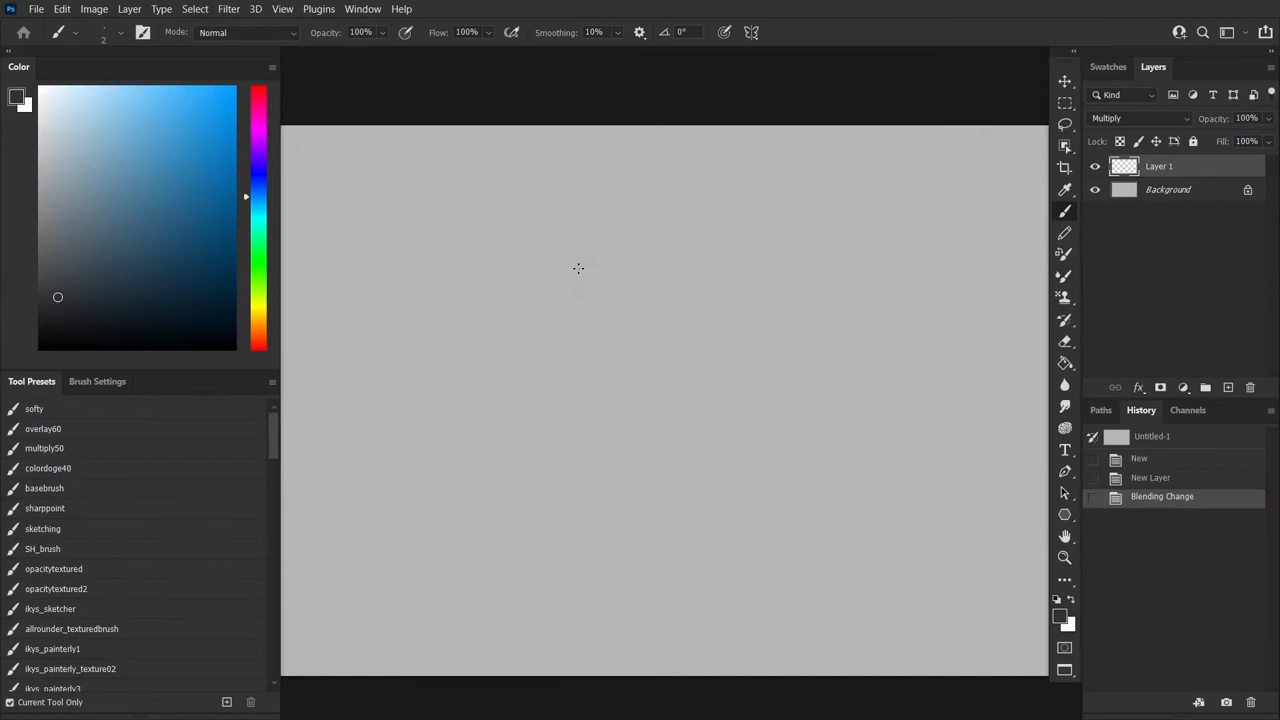 Ps File Edit Image Layer Type Select Filter 3D View Plugins Window Help
2 Mode: Normal Opacity: 100% Flow: 100% Smoothing: 10% 0°
Color
Swatches Layers
Kind
Multiply Opacity: 100%
Lock: Fill: 100%
Layer 1
Background
Tool Presets Brush Settings
softy
overlay60
multiply50
colordoge40
basebrush
sharppoint
sketching
SH_brush
opacitytextured
opacitytextured2
ikys_sketcher
allrounder_texturedbrush
ikys_painterly1
ikys_painterly_texture02
ikys_painterly3
Current Tool Only
Paths History Channels
Untitled-1
New
New Layer
Blending Change